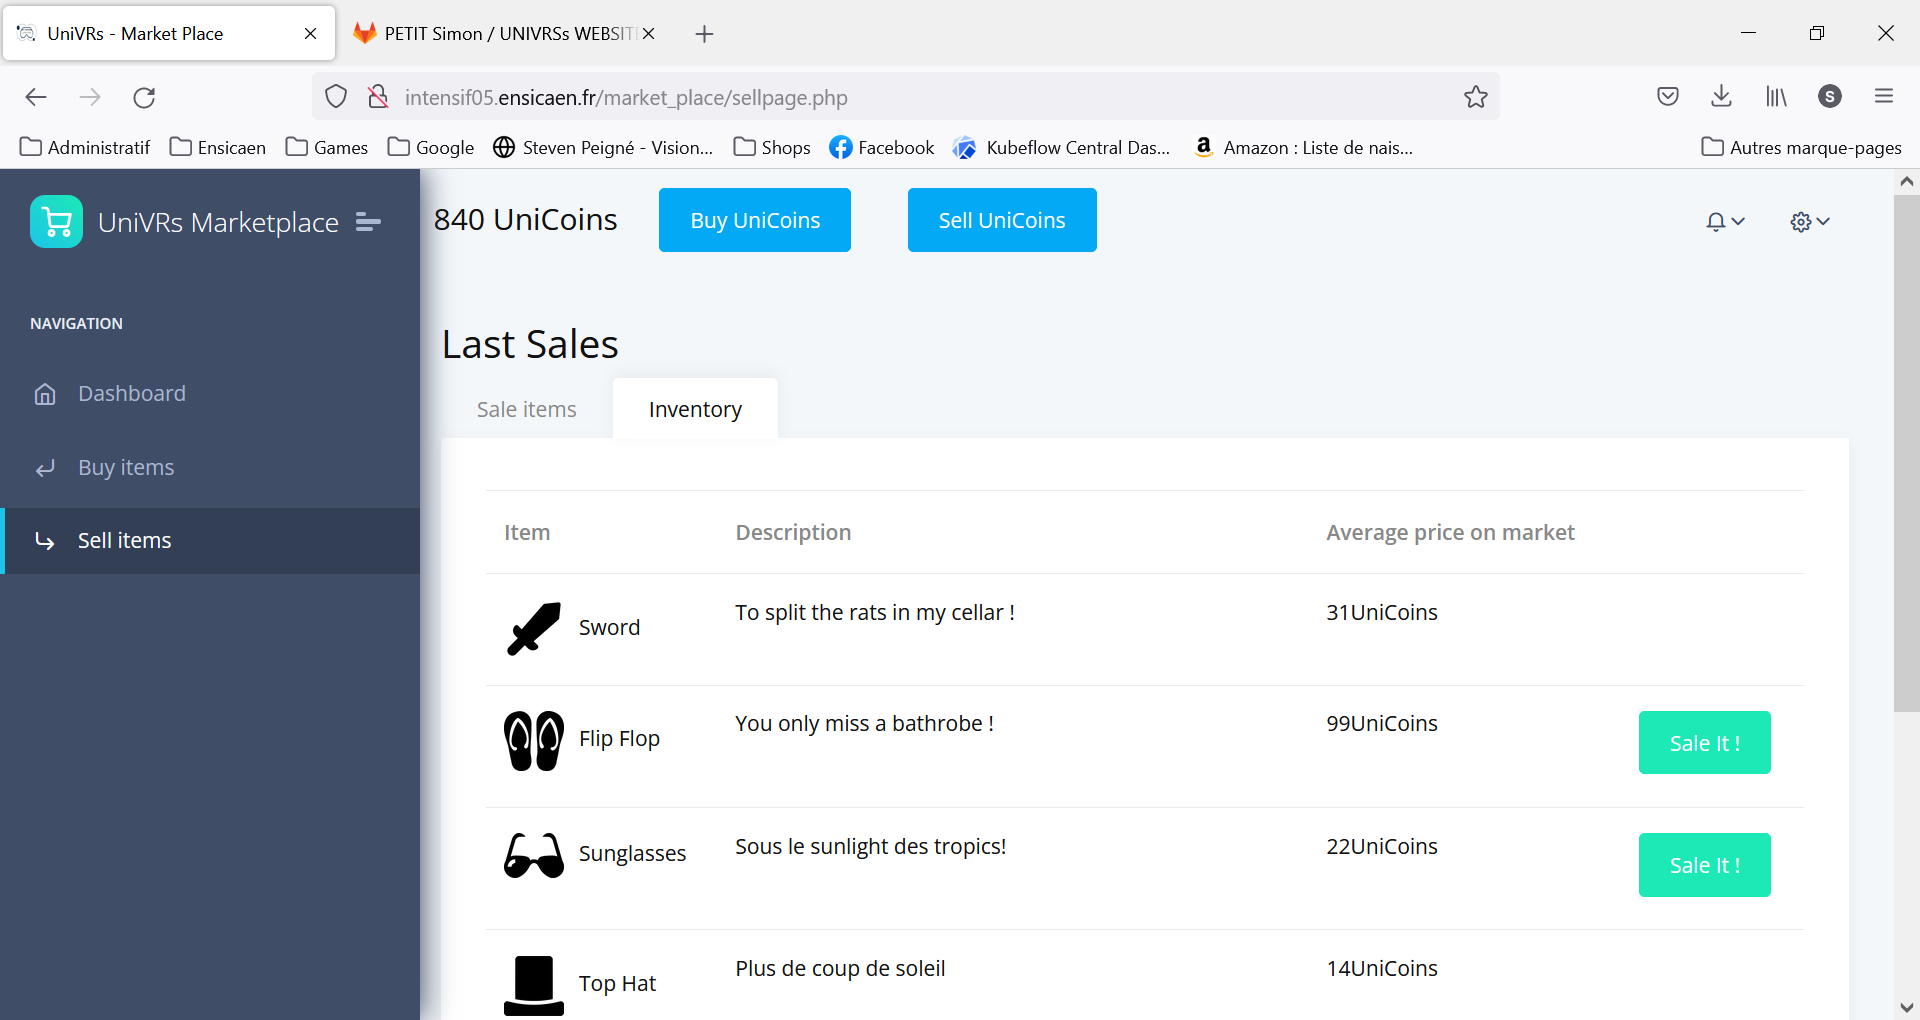 UniVRs - Market Place
PETIT Simon / UNIVRSs WEBSIT
intensif05.ensicaen.fr/market_place/sellpage.php
S
Administratif Ensicaen Games Google Steven Peigné - Vision... Shops Facebook Kubeflow Central Das... a Amazon : Liste de nais... Autres marque-pages
UniVRs Marketplace
840 UniCoins Buy UniCoins Sell UniCoins
NAVIGATION
Dashboard
Buy items
Sell items
Last Sales
Sale items Inventory
Item Description Average price on market
Sword To split the rats in my cellar ! 31UniCoins
Flip Flop You only miss a bathrobe ! 99UniCoins Sale It !
Sunglasses Sous le sunlight des tropics! 22UniCoins Sale It !
Top Hat Plus de coup de soleil 14UniCoins